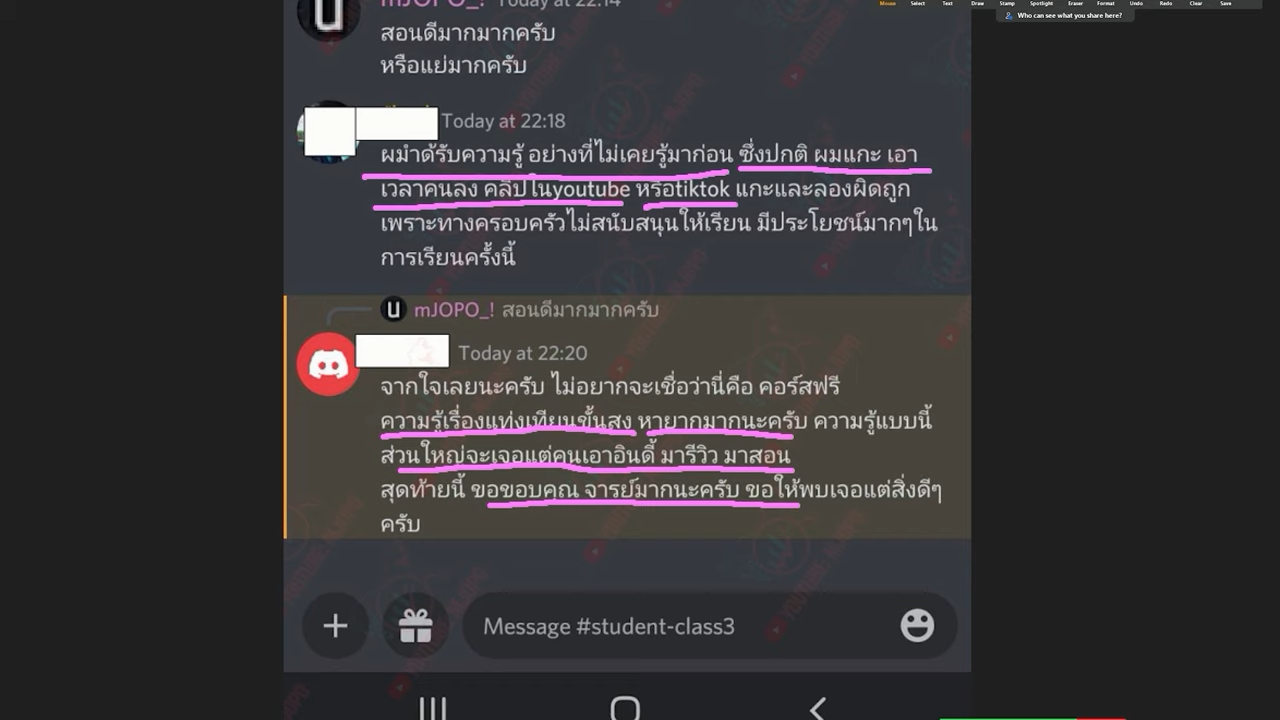 Mouse Select Text Draw Stamp Spotlight Eraser Format Undo Redo Clear Save
Who can see what you share here?
mJOPO_! Today at 22:14
สอนดีมากมากครับ
หรือแย่มากครับ
Today at 22:18
ผมำด้รับความรู้ อย่างที่ไม่เคยรู้มาก่อน ซึ่งปกติ ผมแกะ เอา
เวลาคนลง คลิปในyoutube หรือtiktok แกะและลองผิดถูก
เพราะทางครอบครัวไม่สนับสนุนให้เรียน มีประโยชน์มากๆใน
การเรียนครั้งนี้
mJOPO_! สอนดีมากมากครับ
Today at 22:20
จากใจเลยนะครับ ไม่อยากจะเชื่อว่านี่คือ คอร์สฟรี
ความรู้เรื่องแท่งเทียนขั้นสูง หายากมากนะครับ ความรู้แบบนี้
ส่วนใหญ่จะเจอแต่คนเอาอินดี้ มารีวิว มาสอน
สุดท้ายนี้ ขอขอบคุณ จารย์มากนะครับ ขอให้พบเจอแต่สิ่งดีๆ
ครับ
Message #student-class3